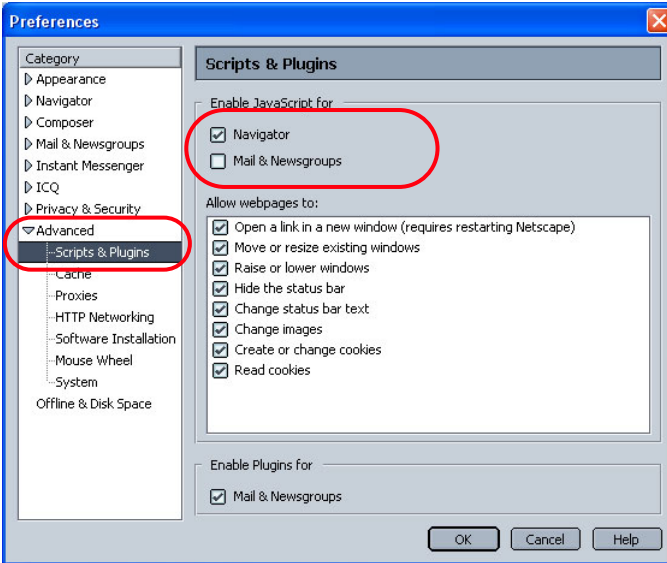 Preferences
Category
Appearance
Navigator
Composer
Mail & Newsgroups
Instant Messenger
ICQ
Privacy & Security
Advanced
Scripts & Plugins
Cache
Proxies
HTTP Networking
Software Installation
Mouse Wheel
System
Offline & Disk Space
Scripts & Plugins
Enable JavaScript for
Navigator
Mail & Newsgroups
Allow webpages to:
Open a link in a new window (requires restarting Netscape)
Move or resize existing windows
Raise or lower windows
Hide the status bar
Change status bar text
Change images
Create or change cookies
Read cookies
Enable Plugins for
Mail & Newsgroups
OK Cancel Help